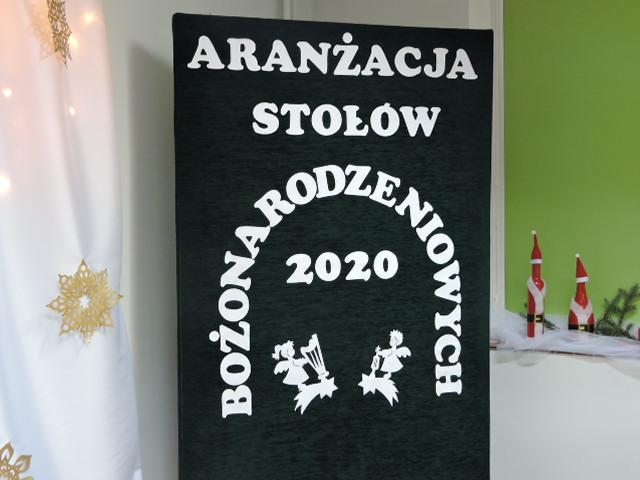 ARANŻACJA
STOŁÓW
BOŻONARODZENIOWYCH
2020